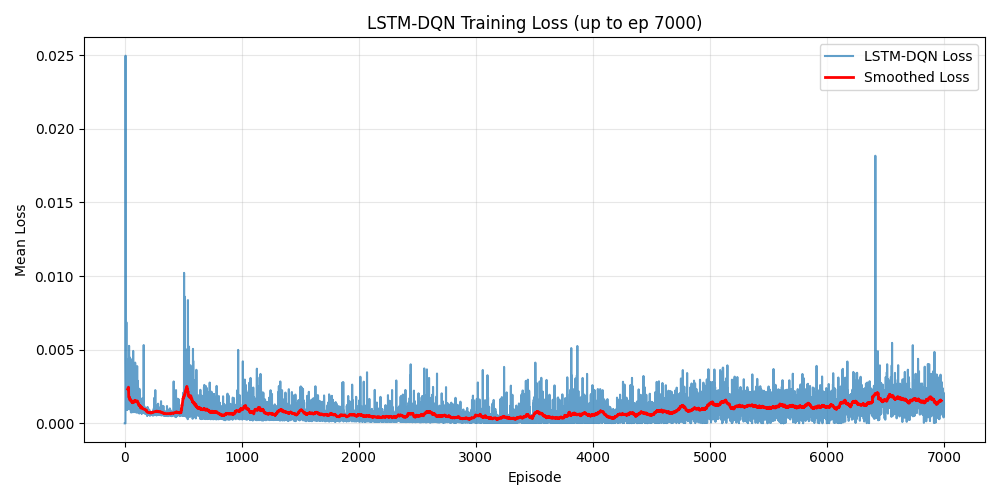 LSTM-DQN Training Loss (up to ep 7000)
LSTM-DQN Loss
Smoothed Loss
Mean Loss
0.025
0.020
0.015
0.010
0.005
0.000
0
1000
2000
3000
4000
5000
6000
7000
Episode